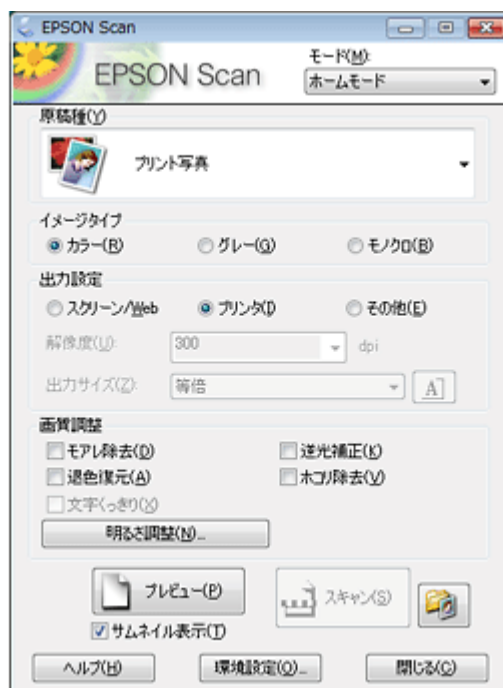 EPSON Scan
EPSON Scan
モード(M):
ホームモード
原稿種(Y)
プリント写真
イメージタイプ
カラー(R) グレー(G) モノクロ(B)
出力設定
スクリーン/Web プリンタ(I) その他(E)
解像度(U): 300 dpi
出力サイズ(Z): 等倍 A
画質調整
モアレ除去(D) 逆光補正(K)
退色復元(A) ホコリ除去(V)
文字くっきり(X)
明るさ調整(N)...
プレビュー(P) スキャン(S)
サムネイル表示(T)
ヘルプ(H) 環境設定(O)... 閉じる(C)